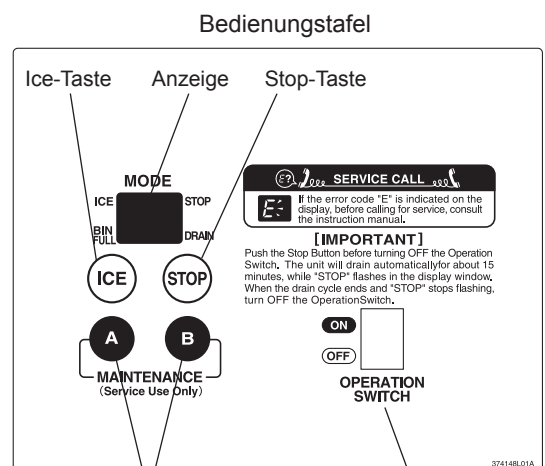 Bedienungstafel
Ice-Taste Anzeige Stop-Taste
MODE
ICE STOP
BIN FULL DRAIN
ICE STOP
A B
MAINTENANCE
(Service Use Only)
E? SERVICE CALL
E If the error code "E" is indicated on the
display, before calling for service, consult
the instruction manual.
[IMPORTANT]
Push the Stop Button before turning OFF the Operation
Switch. The unit will drain automaticallyfor about 15
minutes, while "STOP" flashes in the display window.
When the drain cycle ends and "STOP" stops flashing,
turn OFF the OperationSwitch.
ON
OFF
OPERATION
SWITCH
374148L01A